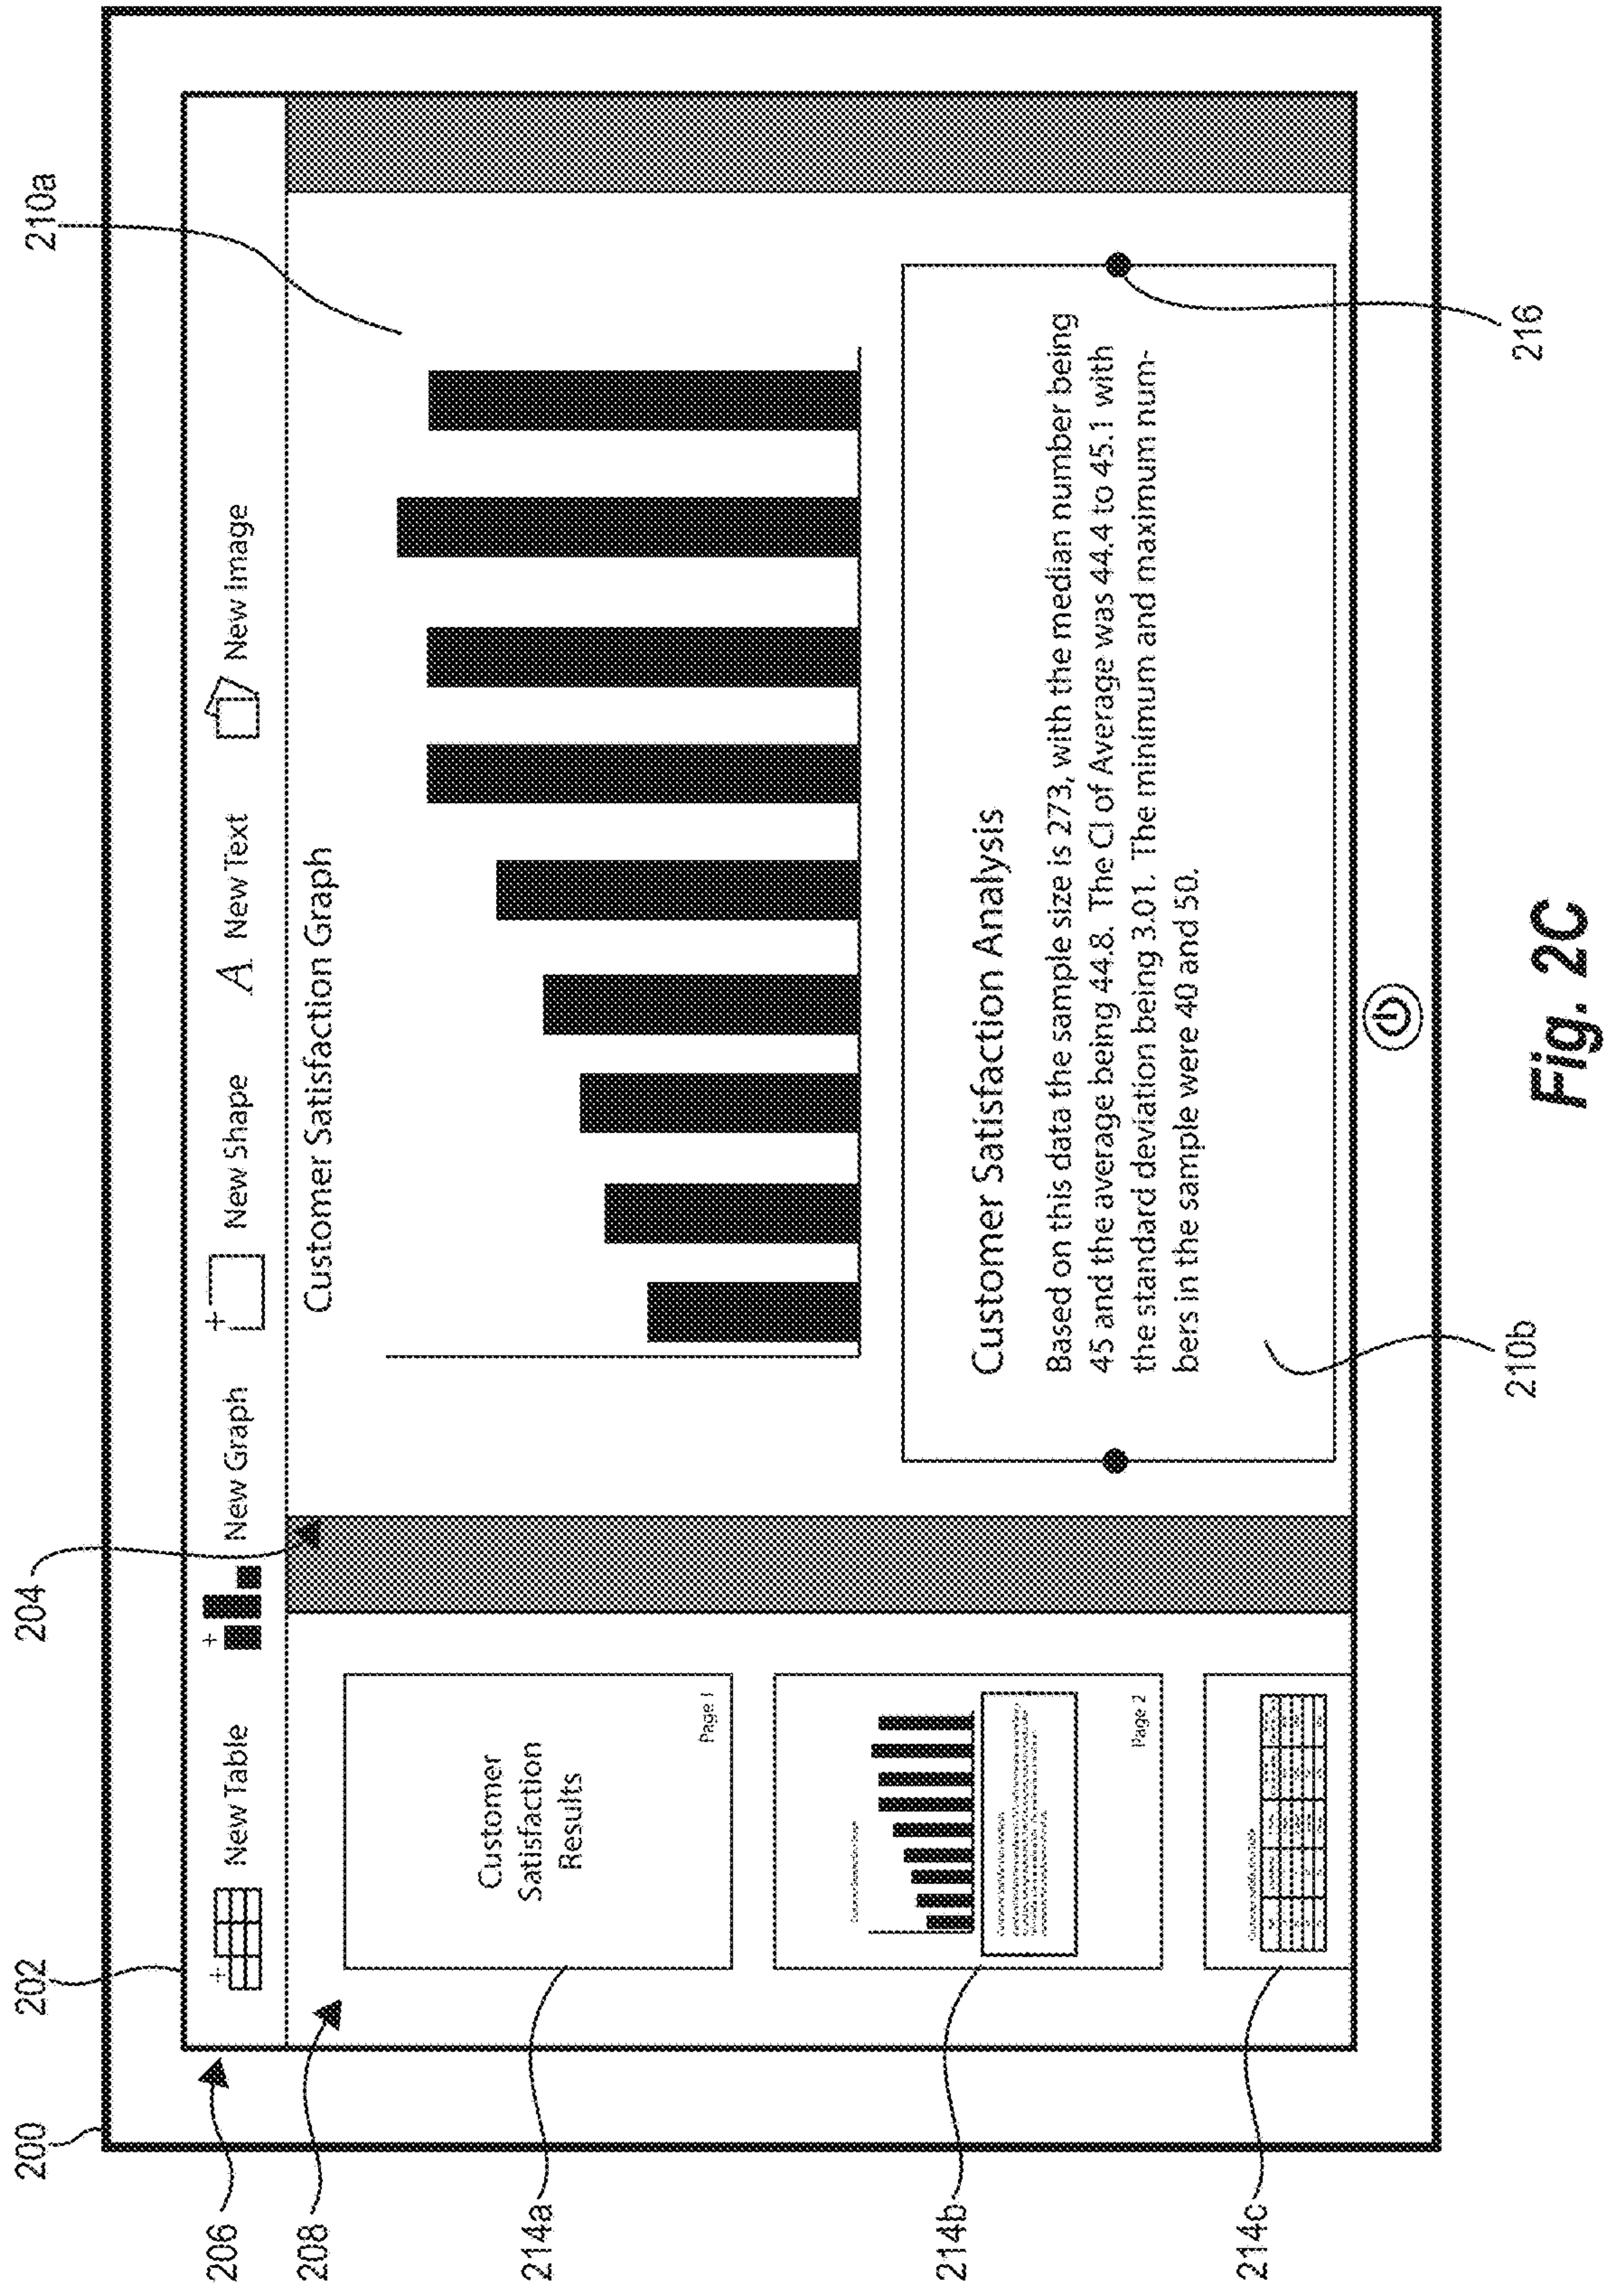 200
202
204
210a
206
208
214a
214b
214c
New Table
New Graph
New Shape
A New Text
New Image
Customer
Satisfaction
Results
Page 1
Page 2
Customer Satisfaction Graph
Customer Satisfaction Analysis
Based on this data the sample size is 273, with the median number being
45 and the average being 44.8. The CI of Average was 44.4 to 45.1 with
the standard deviation being 3.01. The minimum and maximum num-
bers in the sample were 40 and 50.
210b
216
Fig. 2C